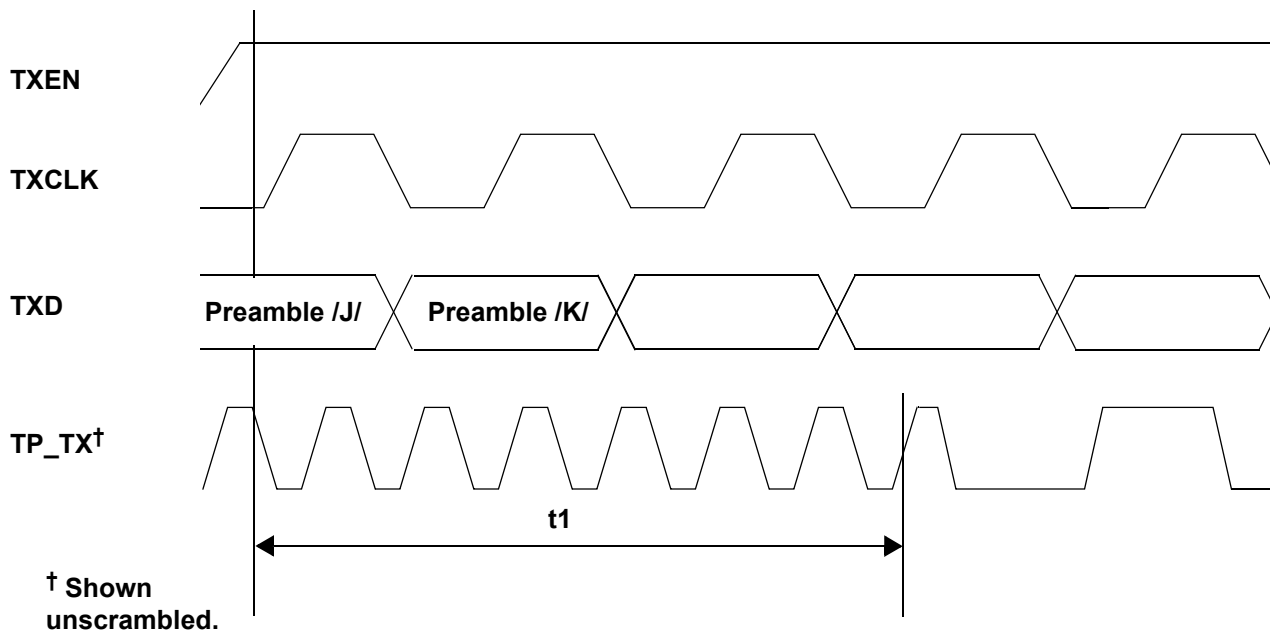 TXEN
TXCLK
TXD
Preamble /J/
Preamble /K/
TP_TX†
t1
† Shown
unscrambled.